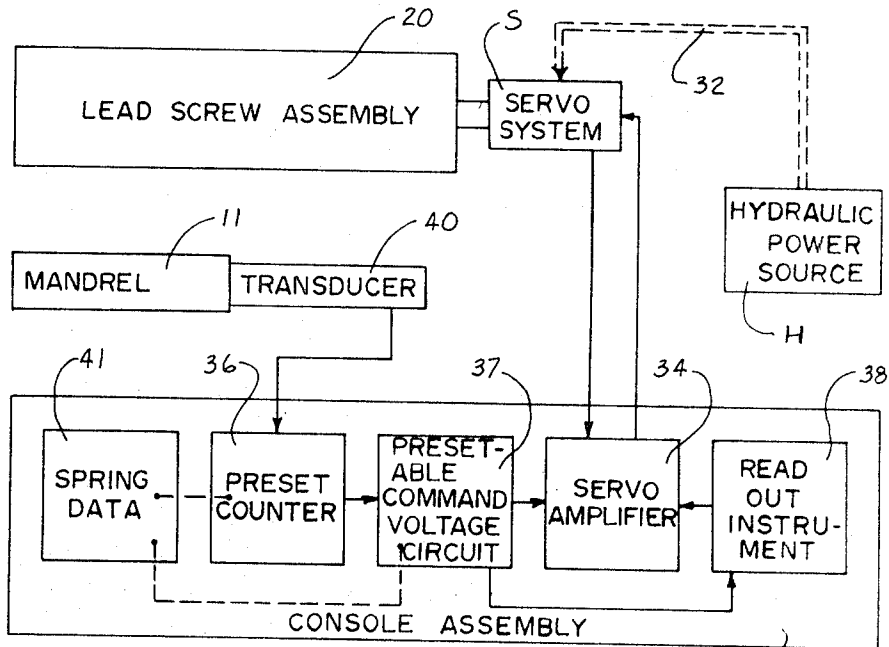 20
S
32
LEAD SCREW ASSEMBLY
SERVO
SYSTEM
HYDRAULIC
POWER
SOURCE
H
11
40
MANDREL
TRANSDUCER
41
36
37
34
38
SPRING
DATA
PRESET
COUNTER
PRESET-
ABLE
COMMAND
VOLTAGE
CIRCUIT
SERVO
AMPLIFIER
READ
OUT
INSTRU-
MENT
CONSOLE ASSEMBLY